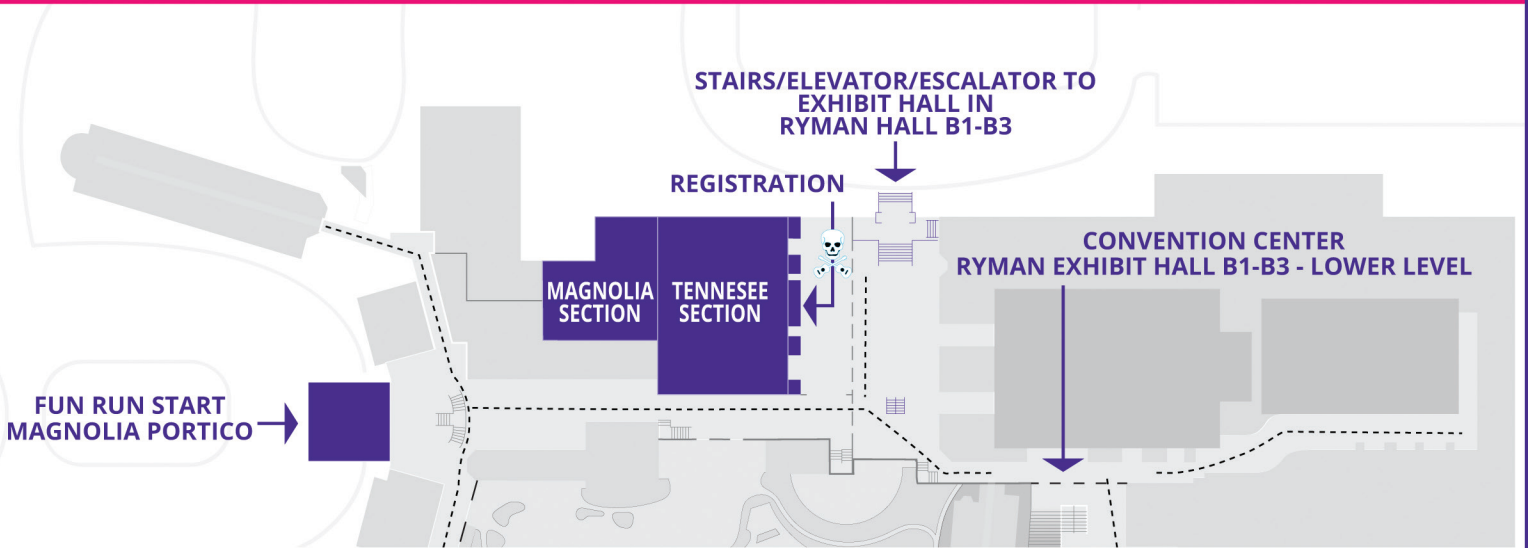 STAIRS/ELEVATOR/ESCALATOR TO
EXHIBIT HALL IN
RYMAN HALL B1-B3
REGISTRATION
CONVENTION CENTER
RYMAN EXHIBIT HALL B1-B3 - LOWER LEVEL
MAGNOLIA
SECTION
TENNESEE
SECTION
FUN RUN START
MAGNOLIA PORTICO